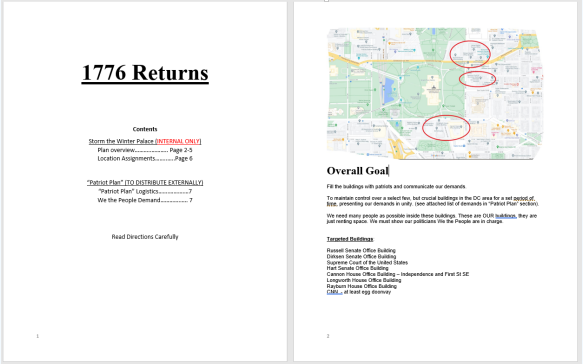 1776 Returns
Contents
Storm the Winter Palace (INTERNAL ONLY)
Plan overview..................... Page 2-5
Location Assignments............Page 6
"Patriot Plan" (TO DISTRIBUTE EXTERNALLY)
"Patriot Plan" Logistics...................7
We the People Demand................ 7
Read Directions Carefully
1
Overall Goal
Fill the buildings with patriots and communicate our demands.
To maintain control over a select few, but crucial buildings in the DC area for a set period of
time, presenting our demands in unity. (see attached list of demands in "Patriot Plan" section).
We need many people as possible inside these buildings. These are OUR buildings, they are
just renting space. We must show our politicians We the People are in charge.
Targeted Buildings:
Russell Senate Office Building
Dirksen Senate Office Building
Supreme Court of the United States
Hart Senate Office Building
Cannon House Office Building – Independence and First St SE
Longworth House Office Building
Rayburn House Office Building
CNN – at least egg doorway
2